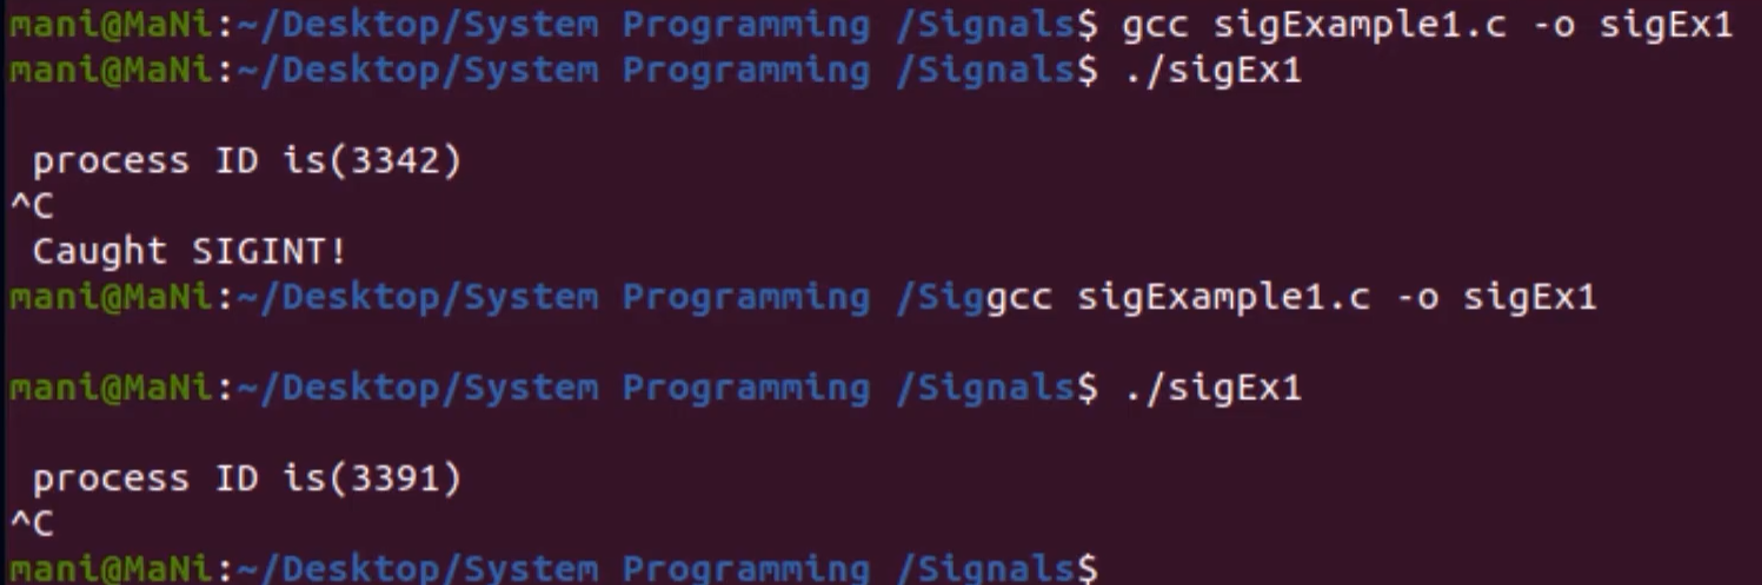 mani@MaNi:~/Desktop/System Programming /Signals$ gcc sigExample1.c -o sigEx1
mani@MaNi:~/Desktop/System Programming /Signals$ ./sigEx1
process ID is(3342)
^C
Caught SIGINT!
mani@MaNi:~/Desktop/System Programming /Siggcc sigExample1.c -o sigEx1
mani@MaNi:~/Desktop/System Programming /Signals$ ./sigEx1
process ID is(3391)
^C
mani@MaNi:~/Desktop/System Programming /Signals$